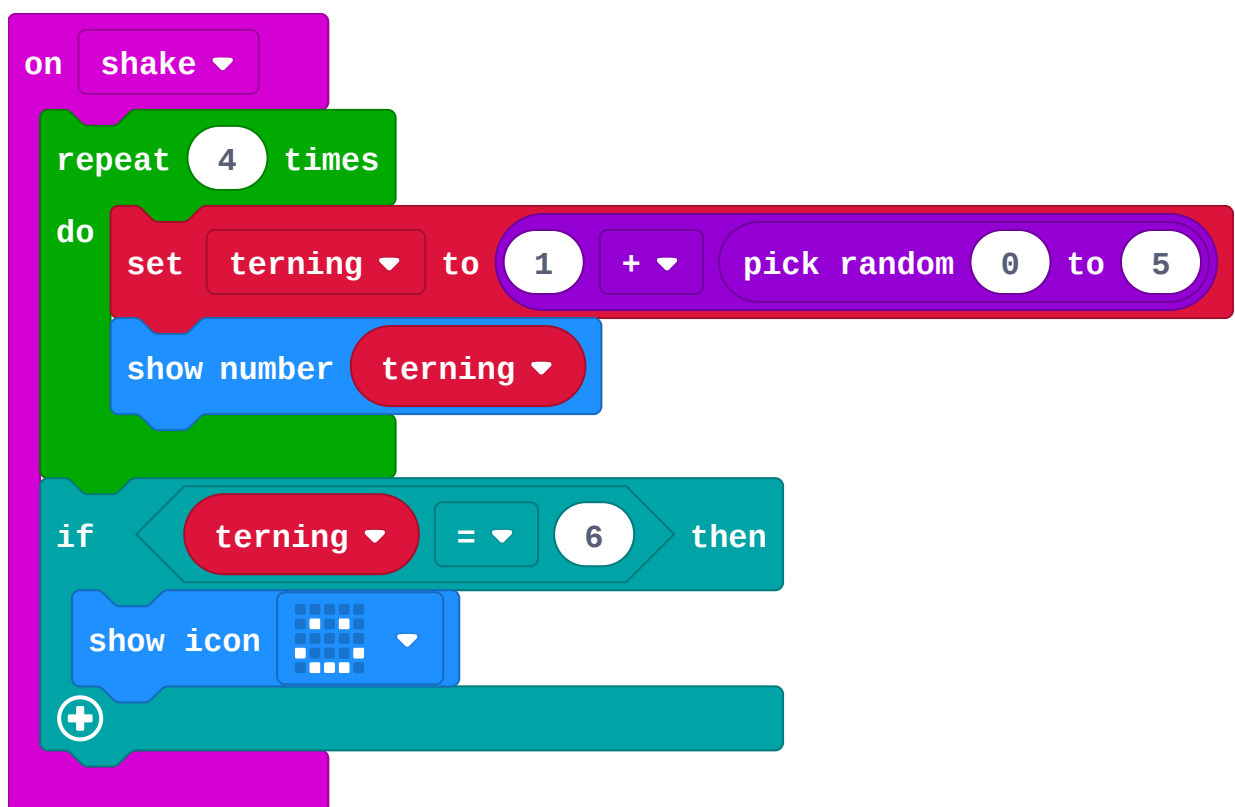 on shake
repeat 4 times
do
set terning to 1 + pick random 0 to 5
show number terning
if terning = 6 then
show icon